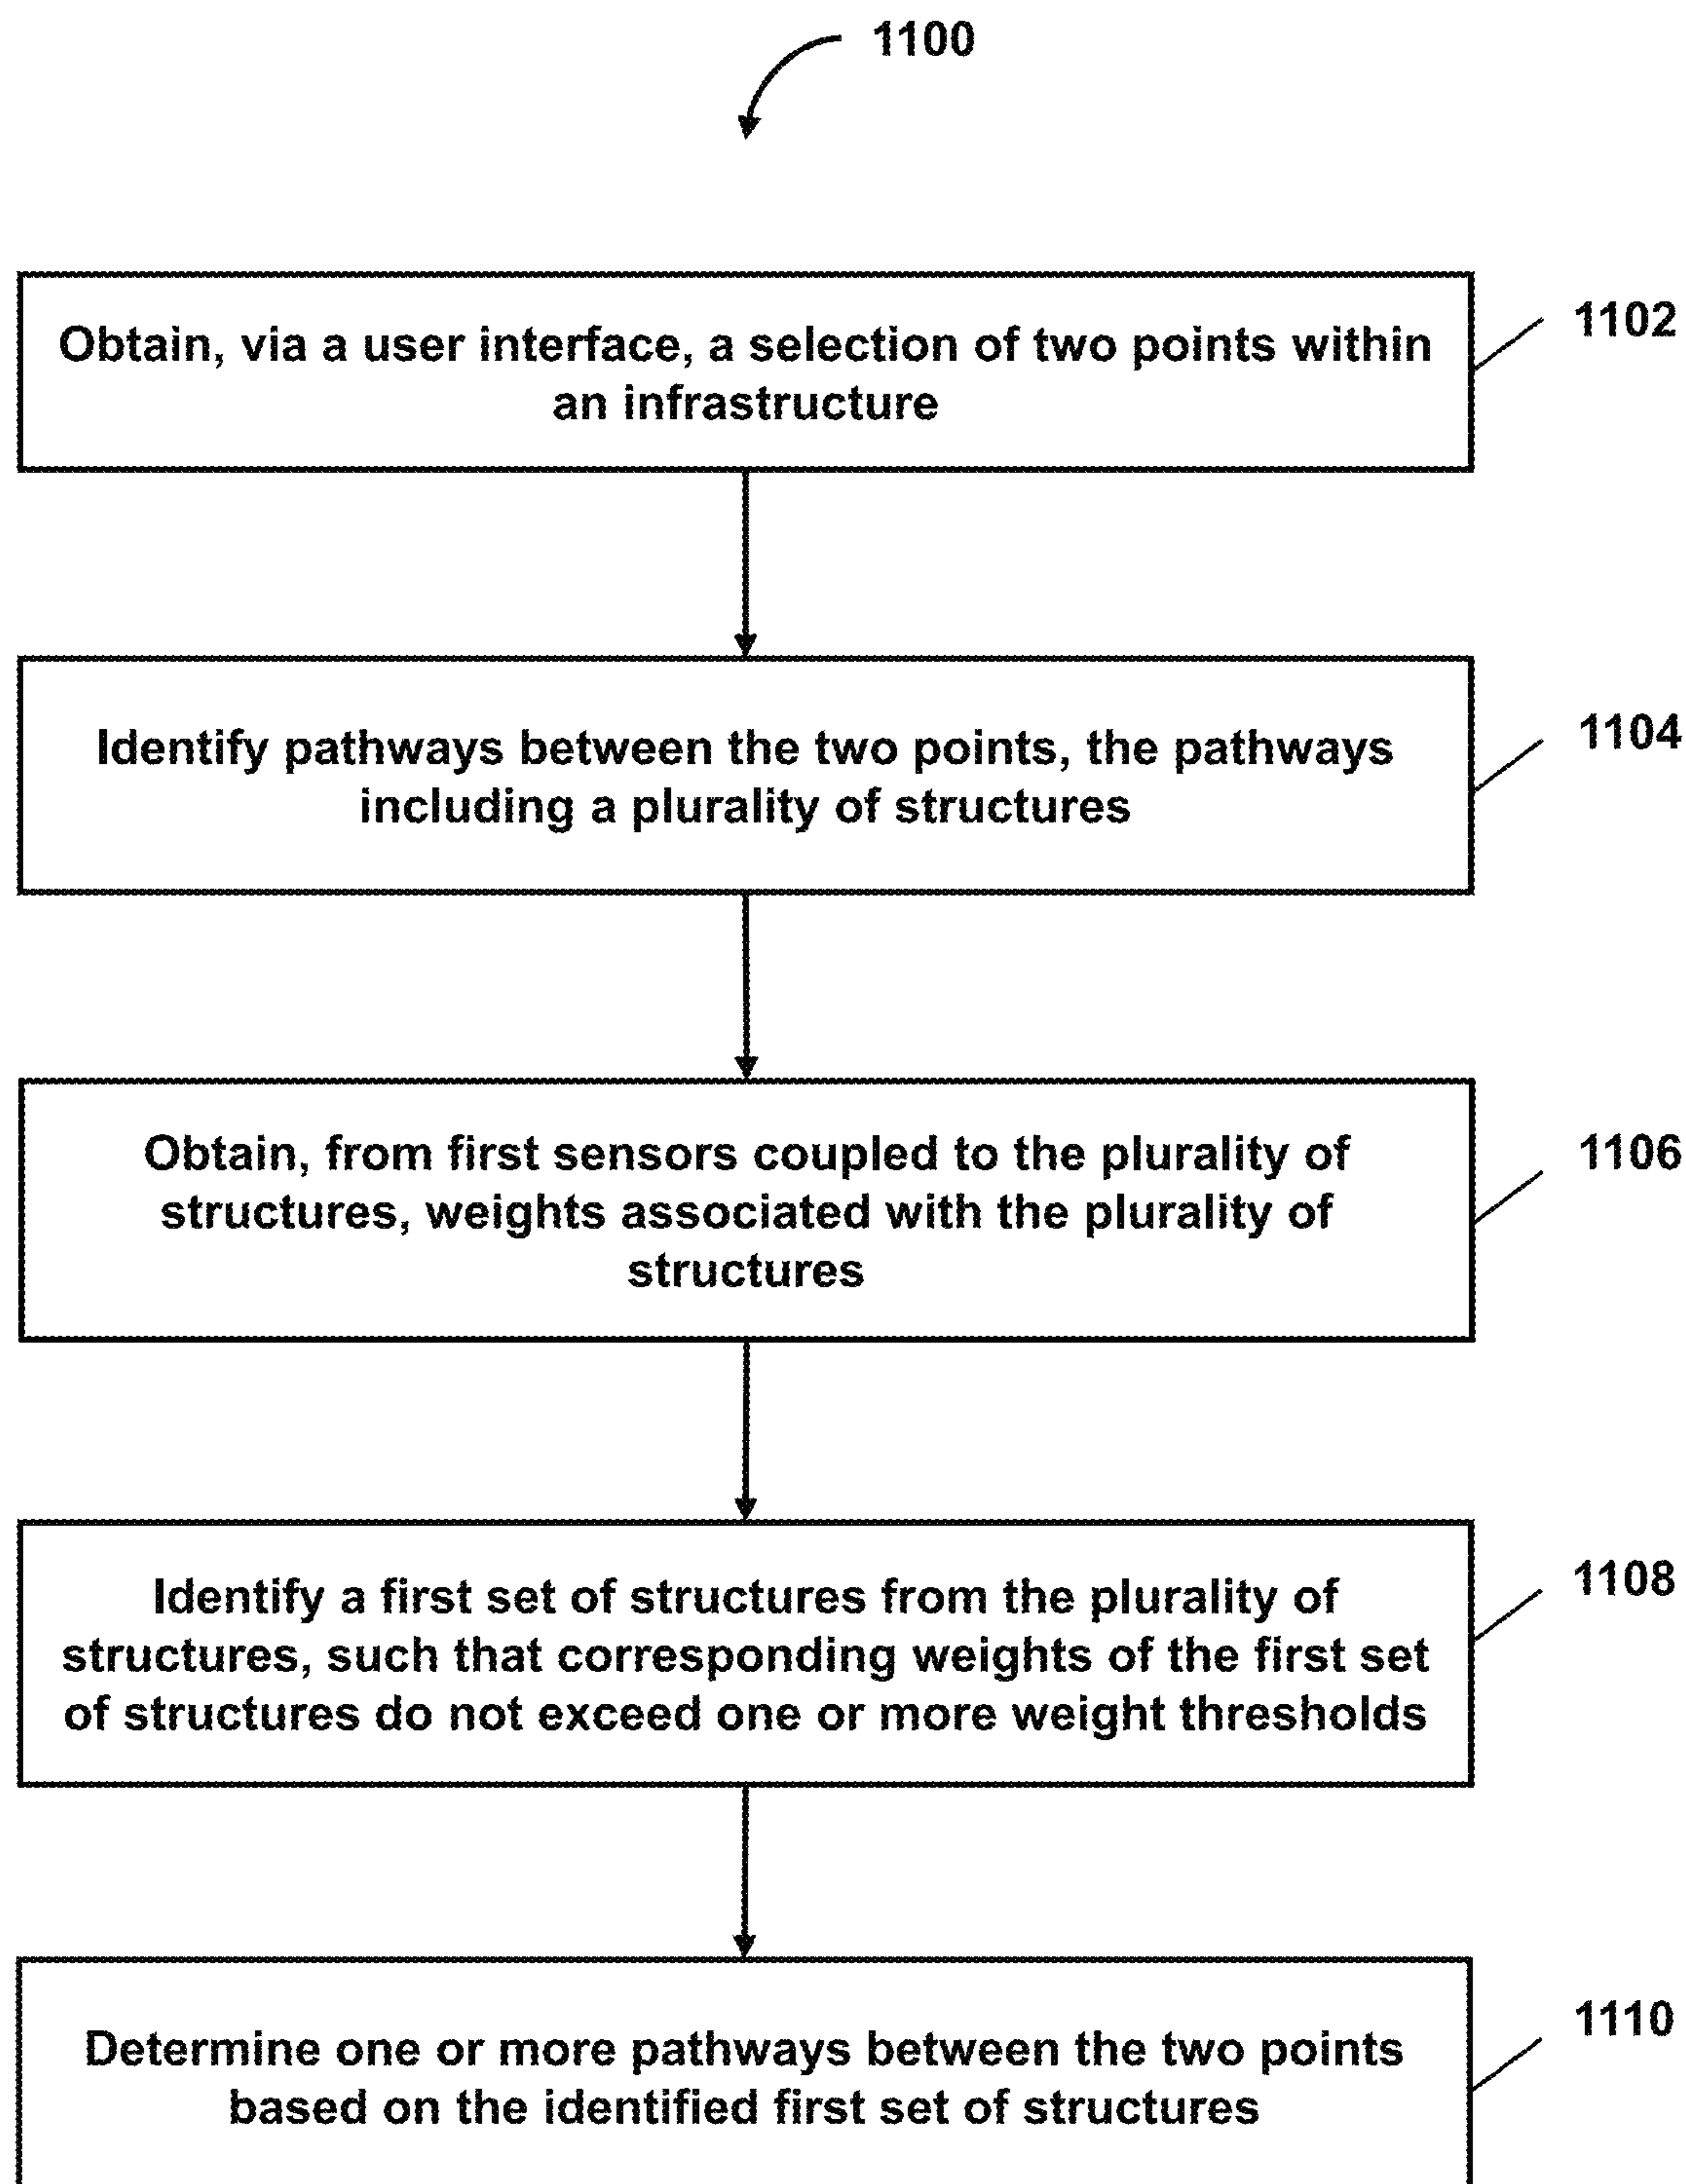 1100
Obtain, via a user interface, a selection of two points within
an infrastructure
1102
Identify pathways between the two points, the pathways
including a plurality of structures
1104
Obtain, from first sensors coupled to the plurality of
structures, weights associated with the plurality of
structures
1106
Identify a first set of structures from the plurality of
structures, such that corresponding weights of the first set
of structures do not exceed one or more weight thresholds
1108
Determine one or more pathways between the two points
based on the identified first set of structures
1110